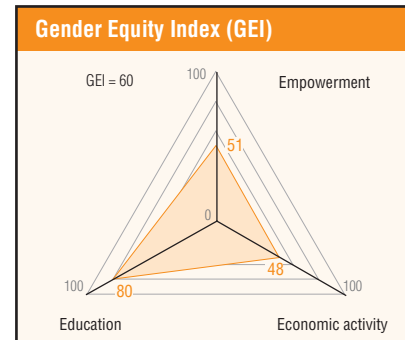 Gender Equity Index (GEI)
GEI = 60
100
Empowerment
51
0
48
100
80
100
Education
Economic activity